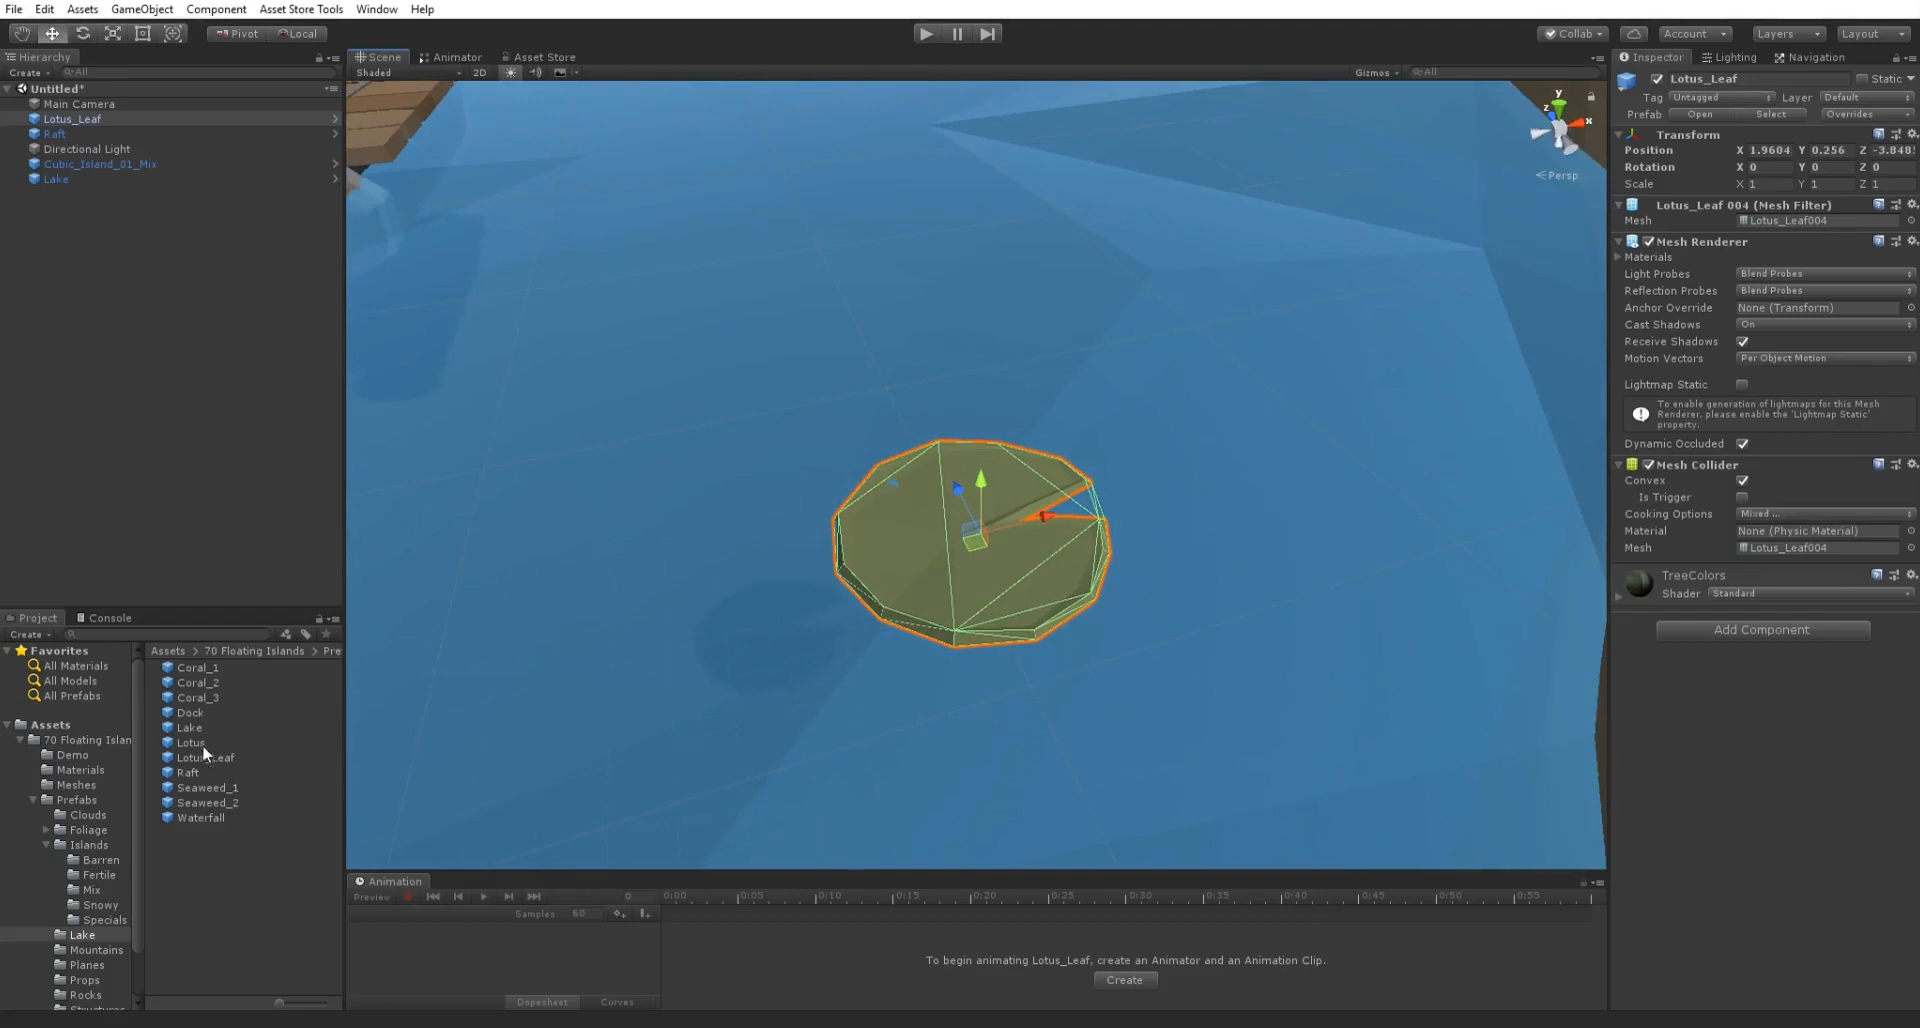 File Edit Assets GameObject Component Asset Store Tools Window Help
Pivot Local Collab Account Layers Layout
Hierarchy
Create All
Untitled*
Main Camera
Lotus_Leaf
Raft
Directional Light
Cubic_Island_01_Mix
Lake
Scene Animator Asset Store
Shaded 2D Gizmos All
y
z
x
Persp
Inspector Lighting Navigation
Lotus_Leaf Static
Tag Untagged Layer Default
Prefab Open Select Overrides
Transform
Position X 1.9604 Y 0.256 Z -3.848
Rotation X 0 Y 0 Z 0
Scale X 1 Y 1 Z 1
Lotus_Leaf 004 (Mesh Filter)
Mesh Lotus_Leaf004
Mesh Renderer
Materials
Light Probes Blend Probes
Reflection Probes Blend Probes
Anchor Override None (Transform)
Cast Shadows On
Receive Shadows
Motion Vectors Per Object Motion
Lightmap Static
To enable generation of lightmaps for this Mesh
Renderer, please enable the 'Lightmap Static'
property.
Dynamic Occluded
Mesh Collider
Convex
Is Trigger
Cooking Options Mixed ...
Material None (Physic Material)
Mesh Lotus_Leaf004
TreeColors
Shader Standard
Add Component
Project Console
Create
Favorites
All Materials
All Models
All Prefabs
Assets
70 Floating Islan
Demo
Materials
Meshes
Prefabs
Clouds
Foliage
Islands
Barren
Fertile
Mix
Snowy
Specials
Lake
Mountains
Planes
Props
Rocks
Assets > 70 Floating Islands > Pre
Coral_1
Coral_2
Coral_3
Dock
Lake
Lotus
Lotus_Leaf
Raft
Seaweed_1
Seaweed_2
Waterfall
Animation
Preview 0 0:00 0:05 0:10 0:15 0:20 0:25 0:30 0:35 0:40 0:45 0:50 0:55
Samples 60
To begin animating Lotus_Leaf, create an Animator and an Animation Clip.
Create
Dopesheet Curves